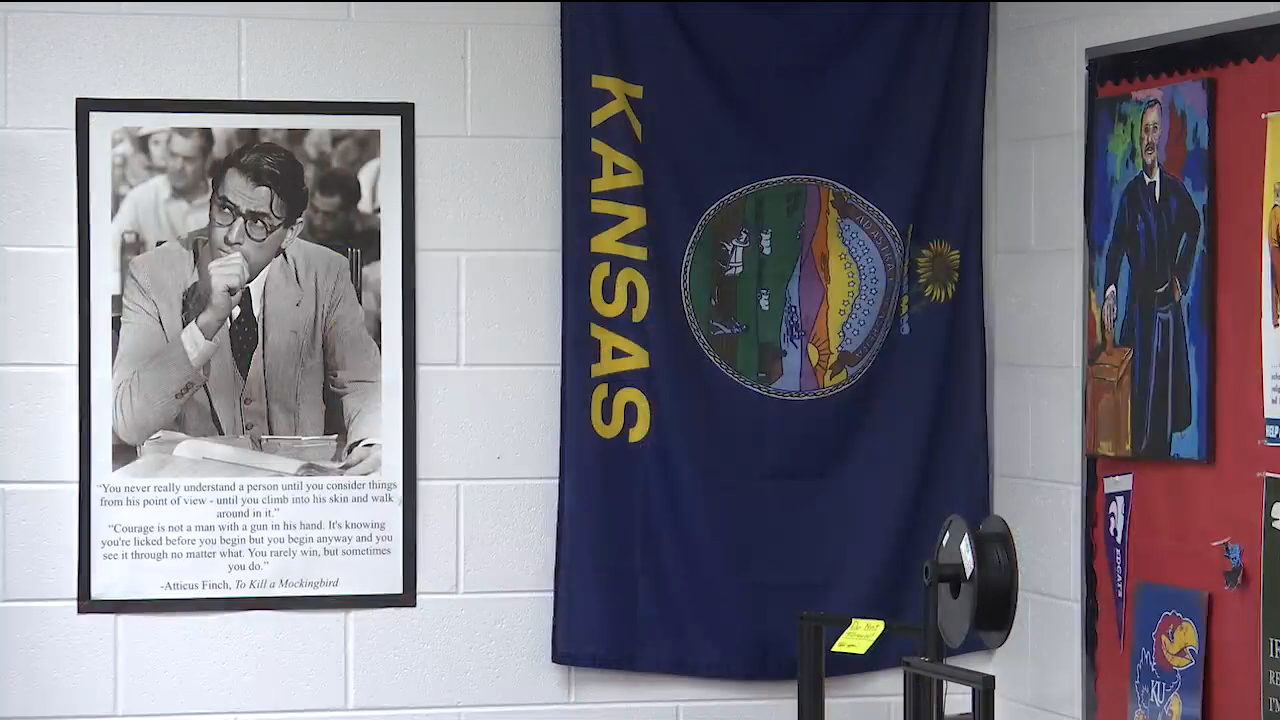 “You never really understand a person until you consider things
from his point of view - until you climb into his skin and walk
around in it.”
“Courage is not a man with a gun in his hand. It's knowing
you're licked before you begin but you begin anyway and you
see it through no matter what. You rarely win, but sometimes
you do.”
-Atticus Finch, To Kill a Mockingbird
KANSAS
Do Not
KU
HELP